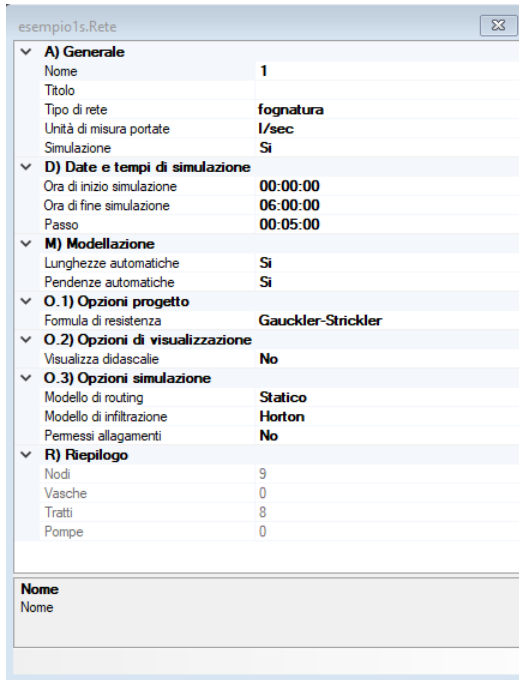 esempio1s.Rete
A) Generale
Nome 1
Titolo
Tipo di rete fognatura
Unità di misura portate l/sec
Simulazione Si
D) Date e tempi di simulazione
Ora di inizio simulazione 00:00:00
Ora di fine simulazione 06:00:00
Passo 00:05:00
M) Modellazione
Lunghezze automatiche Si
Pendenze automatiche Si
O.1) Opzioni progetto
Formula di resistenza Gauckler-Strickler
O.2) Opzioni di visualizzazione
Visualizza didascalie No
O.3) Opzioni simulazione
Modello di routing Statico
Modello di infiltrazione Horton
Permessi allagamenti No
R) Riepilogo
Nodi 9
Vasche 0
Tratti 8
Pompe 0
Nome
Nome